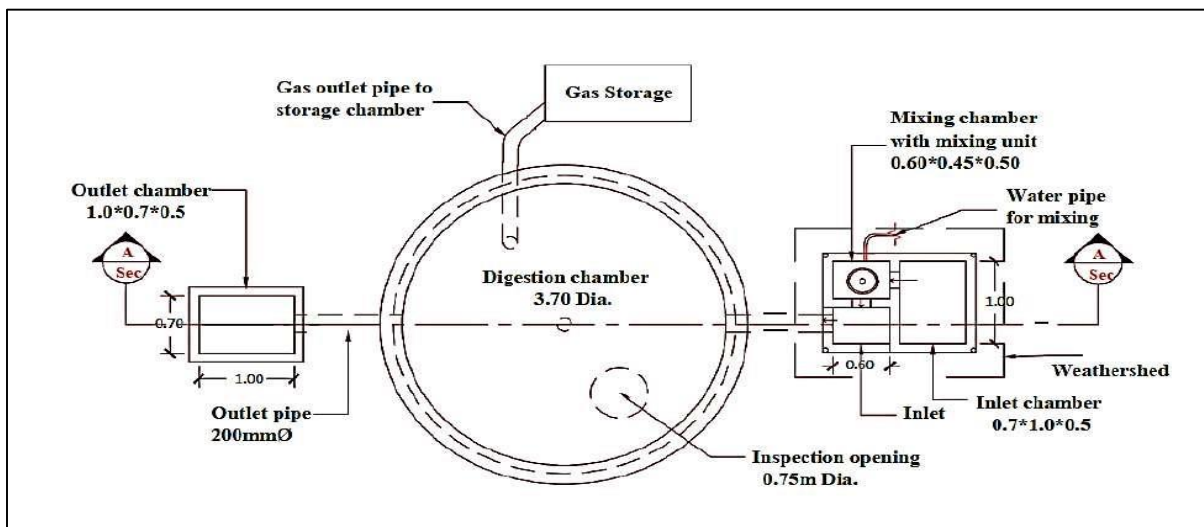 Gas outlet pipe to
storage chamber
Gas Storage
Mixing chamber
with mixing unit
0.60*0.45*0.50
Outlet chamber
1.0*0.7*0.5
Water pipe
for mixing
A
Sec
A
Sec
Digestion chamber
3.70 Dia.
0.70
1.00
1.00
0.60
Weathershed
Outlet pipe
200mmØ
Inlet
Inlet chamber
0.7*1.0*0.5
Inspection opening
0.75m Dia.